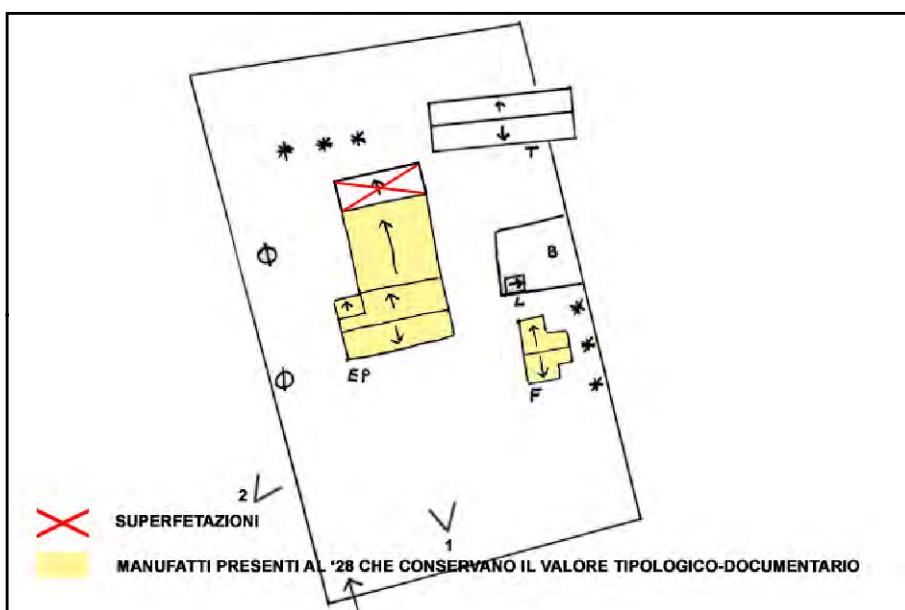 T
B
L
EP
F
2
SUPERFETAZIONI
1
MANUFATTI PRESENTI AL '28 CHE CONSERVANO IL VALORE TIPOLOGICO-DOCUMENTARIO